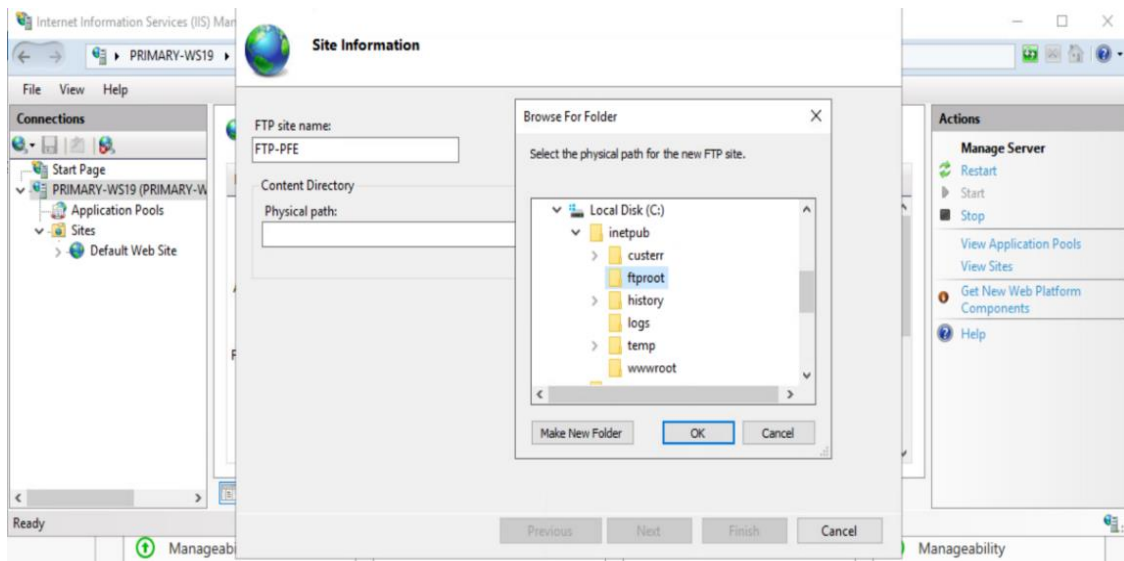 Internet Information Services (IIS) Man
PRIMARY-WS19
File View Help
Connections
Start Page
PRIMARY-WS19 (PRIMARY-W
Application Pools
Sites
Default Web Site
Ready
Site Information
FTP site name:
FTP-PFE
Content Directory
Physical path:
Browse For Folder
Select the physical path for the new FTP site.
Local Disk (C:)
inetpub
custerr
ftproot
history
logs
temp
wwwroot
Make New Folder OK Cancel
Previous Next Finish Cancel
Actions
Manage Server
Restart
Start
Stop
View Application Pools
View Sites
Get New Web Platform
Components
Help
Manageabi
Manageability